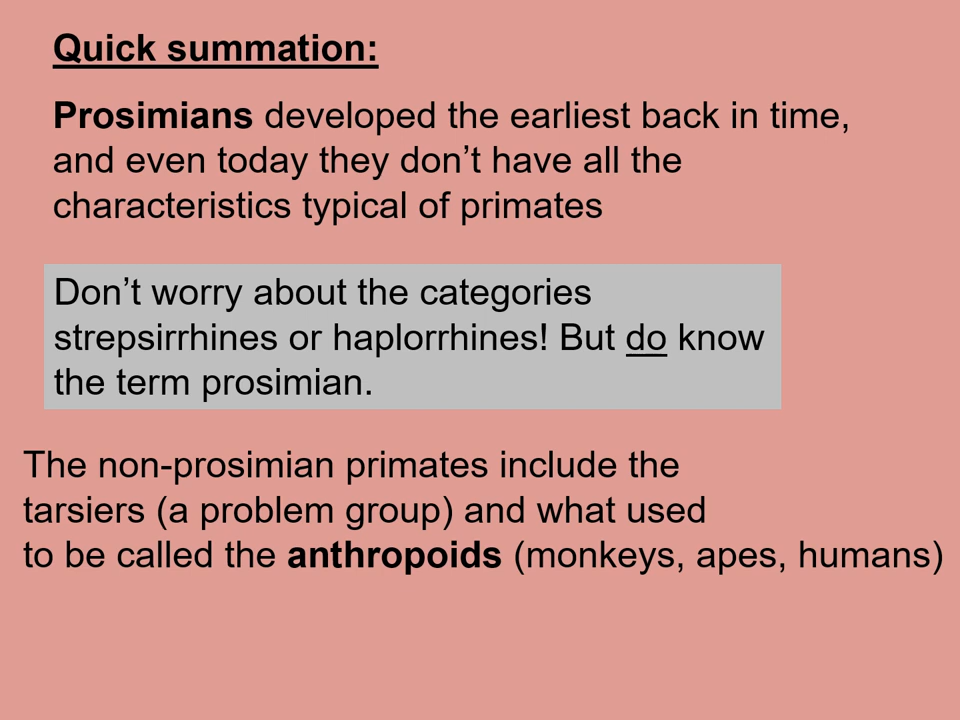 Quick summation:
Prosimians developed the earliest back in time,
and even today they don’t have all the
characteristics typical of primates
Don’t worry about the categories
strepsirrhines or haplorrhines! But do know
the term prosimian.
The non-prosimian primates include the
tarsiers (a problem group) and what used
to be called the anthropoids (monkeys, apes, humans)